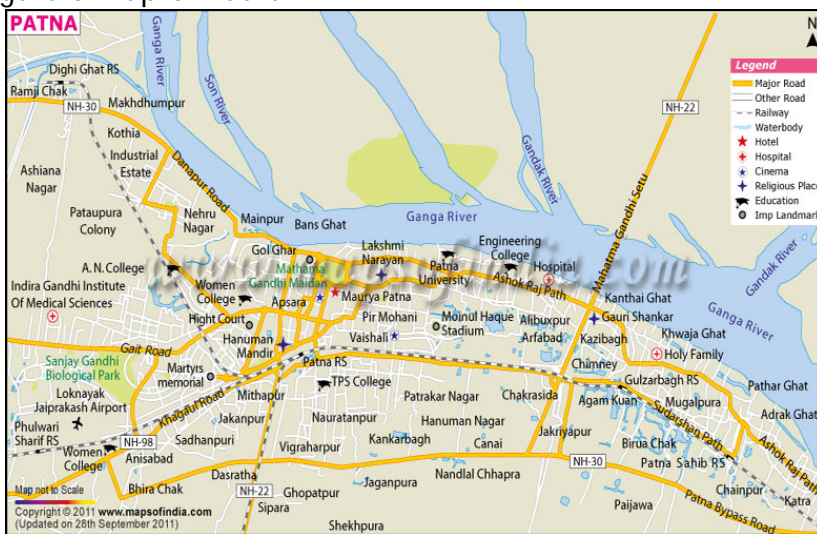 PATNA
N
Ganga River
Son River
Dighi Ghat RS
Ramji Chak
NH-30
Makhdhumpur
Kothia
Industrial
Estate
Danapur Road
Ashiana
Nagar
Pataupura
Colony
Nehru
Nagar
Mainpur
Bans Ghat
Ganga River
Gandak River
NH-22
Mahatma Gandhi Setu
Legend
Major Road
Other Road
Railway
Waterbody
Hotel
Hospital
Cinema
Religious Place
Education
Imp Landmark
Gandak River
Ganga River
Gol Ghar
Mathama
Gandhi Maidan
Lakshmi
Narayan
Patna
University
Engineering
College
Hospital
Ashok Raj Path
Kanthai Ghat
A. N. College
Women
College
Apsara
Maurya Patna
Indira Gandhi Institute
Of Medical Sciences
Hight Court
Pir Mohani
Moinul Haque
Stadium
Alibuxpur
Arfabad
Gauri Shankar
Kazibagh
Khwaja Ghat
Gait Road
Hanuman
Mandir
Vaishali
Holy Family
Sanjay Gandhi
Biological Park
Martyrs
memorial
Patna RS
Chimney
Gulzarbagh RS
Pathar Ghat
Loknayak
Jaiprakash Airport
Khagaul Road
Mithapur
TPS College
Patrakar Nagar
Chakrasida
Agam Kuan
Mugalpura
Adrak Ghat
Phulwari
Sharif RS
Jakanpur
Nauratanpur
Hanuman Nagar
Jakriyapur
Sudarshan Path
NH-98
Sadhanpuri
Women
College
Anisabad
Vigraharpur
Kankarbagh
Canai
Birua Chak
Ashok Raj Path
NH-30
Patna Sahib RS
Dasratha
Nandlal Chhapra
Bhira Chak
Jaganpura
Chainpur
NH-22
Ghopatpur
Sipara
Paijawa
Patna Bypass Road
Katra
Shekhpura
Map not to Scale
Copyright © 2011 www.mapsofindia.com
(Updated on 28th September 2011)
www.mapsofindia.com